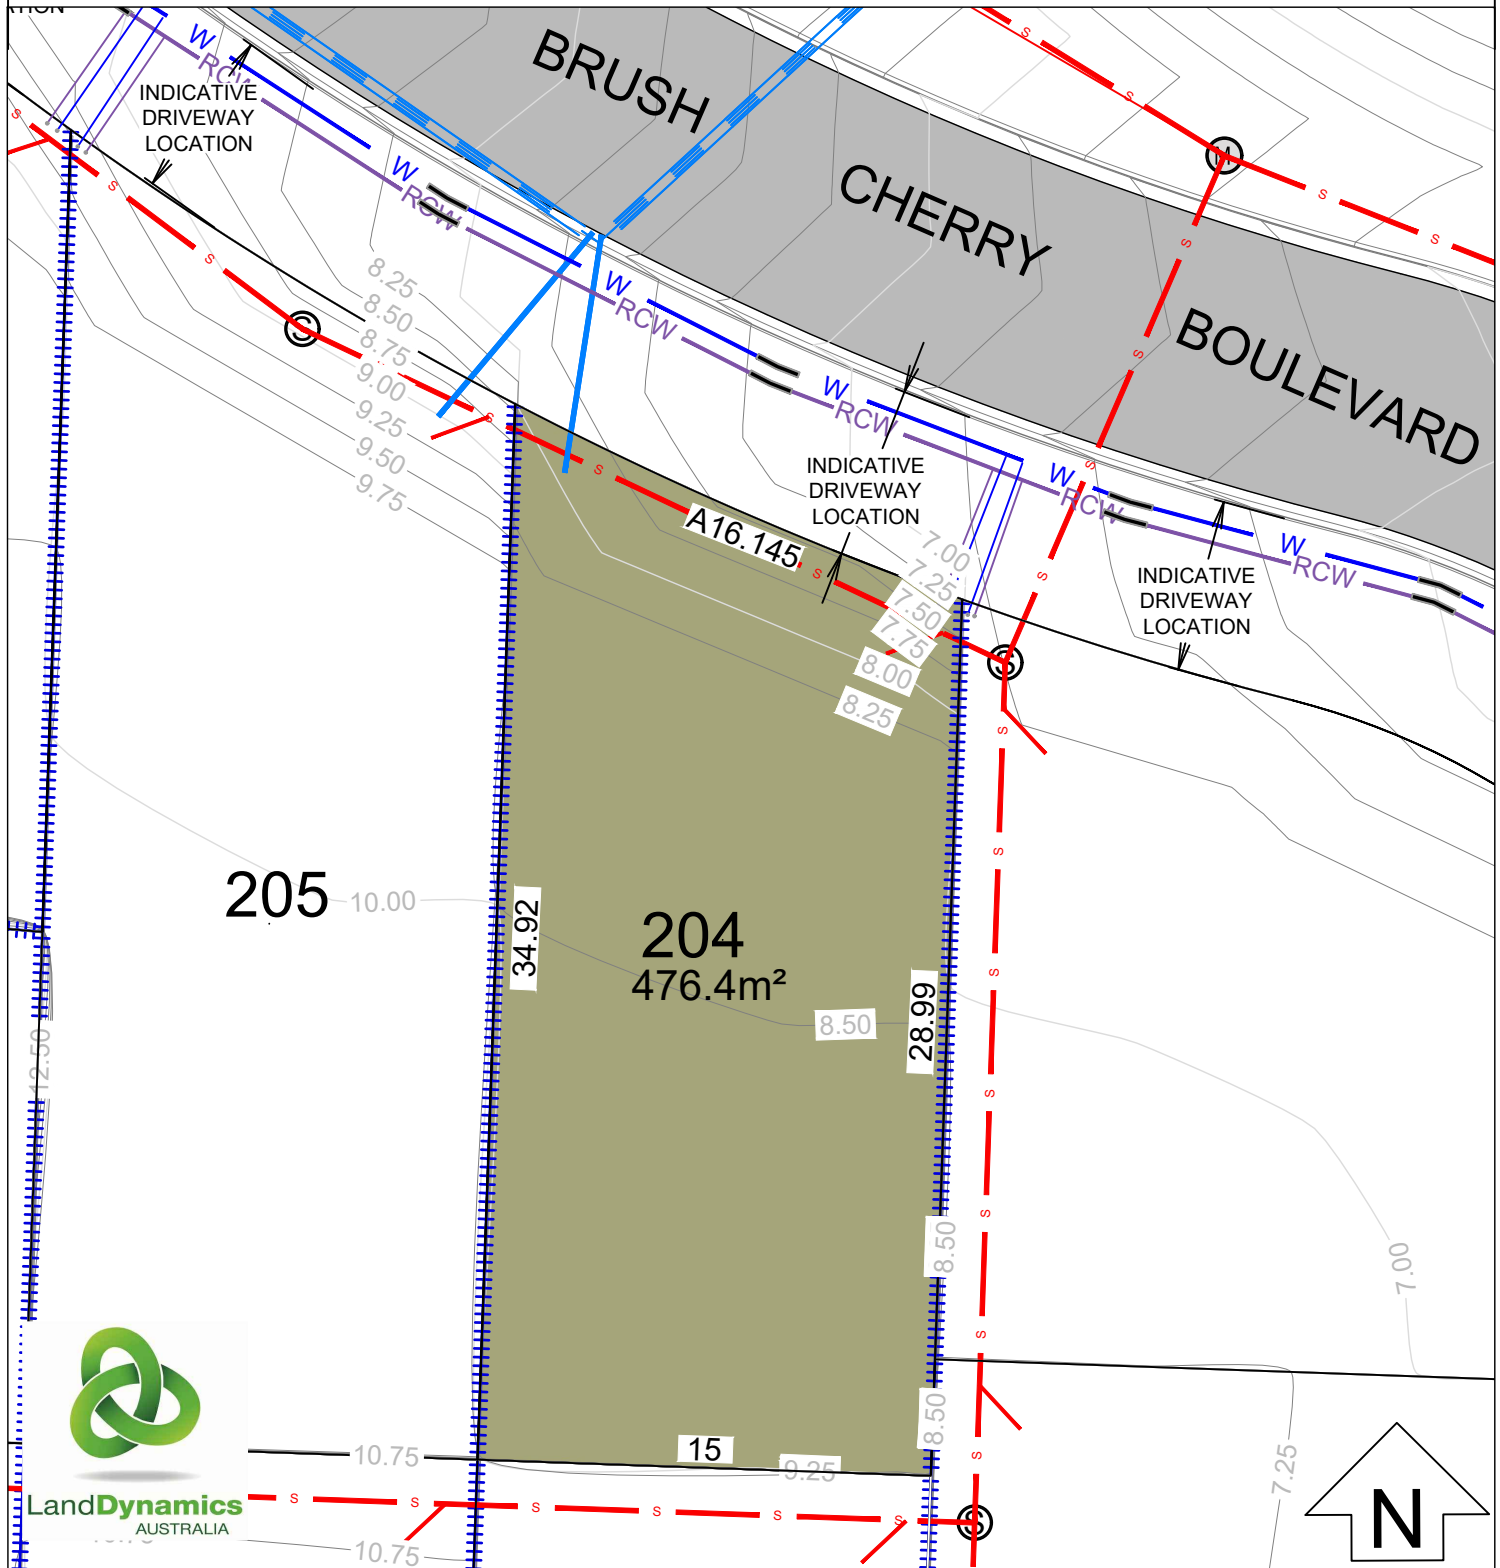 BRUSH
CHERRY
BOULEVARD
W
RCW
INDICATIVE
DRIVEWAY
LOCATION
W
RCW
W
RCW
W
RCW
W
RCW
W
RCW
M
S
S
S
INDICATIVE
DRIVEWAY
LOCATION
INDICATIVE
DRIVEWAY
LOCATION
8.25
8.50
8.75
9.00
9.25
9.50
9.75
A16.145
7.00
7.25
7.50
7.75
8.00
8.25
205
10.00
34.92
204
476.4m²
8.50
28.99
12.50
8.50
7.00
8.50
7.25
10.75
15
9.25
10.75
LandDynamics
AUSTRALIA
N